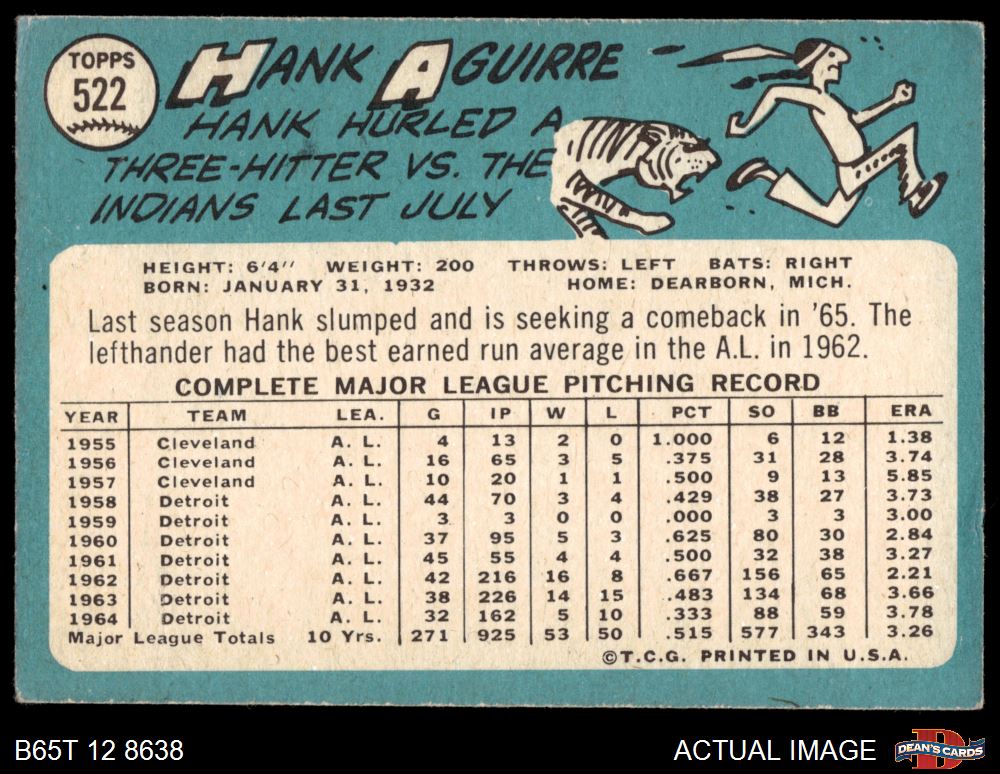 TOPPS
522
HANK AGUIRRE
HANK HURLED A
THREE-HITTER VS. THE
INDIANS LAST JULY
HEIGHT: 6'4" WEIGHT: 200 THROWS: LEFT BATS: RIGHT
BORN: JANUARY 31, 1932 HOME: DEARBORN, MICH.
Last season Hank slumped and is seeking a comeback in '65. The
lefthander had the best earned run average in the A.L. in 1962.
COMPLETE MAJOR LEAGUE PITCHING RECORD
YEAR TEAM LEA. G IP W L PCT SO BB ERA
1955 Cleveland A. L. 4 13 2 0 1.000 6 12 1.38
1956 Cleveland A. L. 16 65 3 5 .375 31 28 3.74
1957 Cleveland A. L. 10 20 1 1 .500 9 13 5.85
1958 Detroit A. L. 44 70 3 4 .429 38 27 3.73
1959 Detroit A. L. 3 3 0 0 .000 3 3 3.00
1960 Detroit A. L. 37 95 5 3 .625 80 30 2.84
1961 Detroit A. L. 45 55 4 4 .500 32 38 3.27
1962 Detroit A. L. 42 216 16 8 .667 156 65 2.21
1963 Detroit A. L. 38 226 14 15 .483 134 68 3.66
1964 Detroit A. L. 32 162 5 10 .333 88 59 3.78
Major League Totals 10 Yrs. 271 925 53 50 .515 577 343 3.26
©T.C.G. PRINTED IN U.S.A.
B65T 12 8638 ACTUAL IMAGE D DEAN'S CARDS